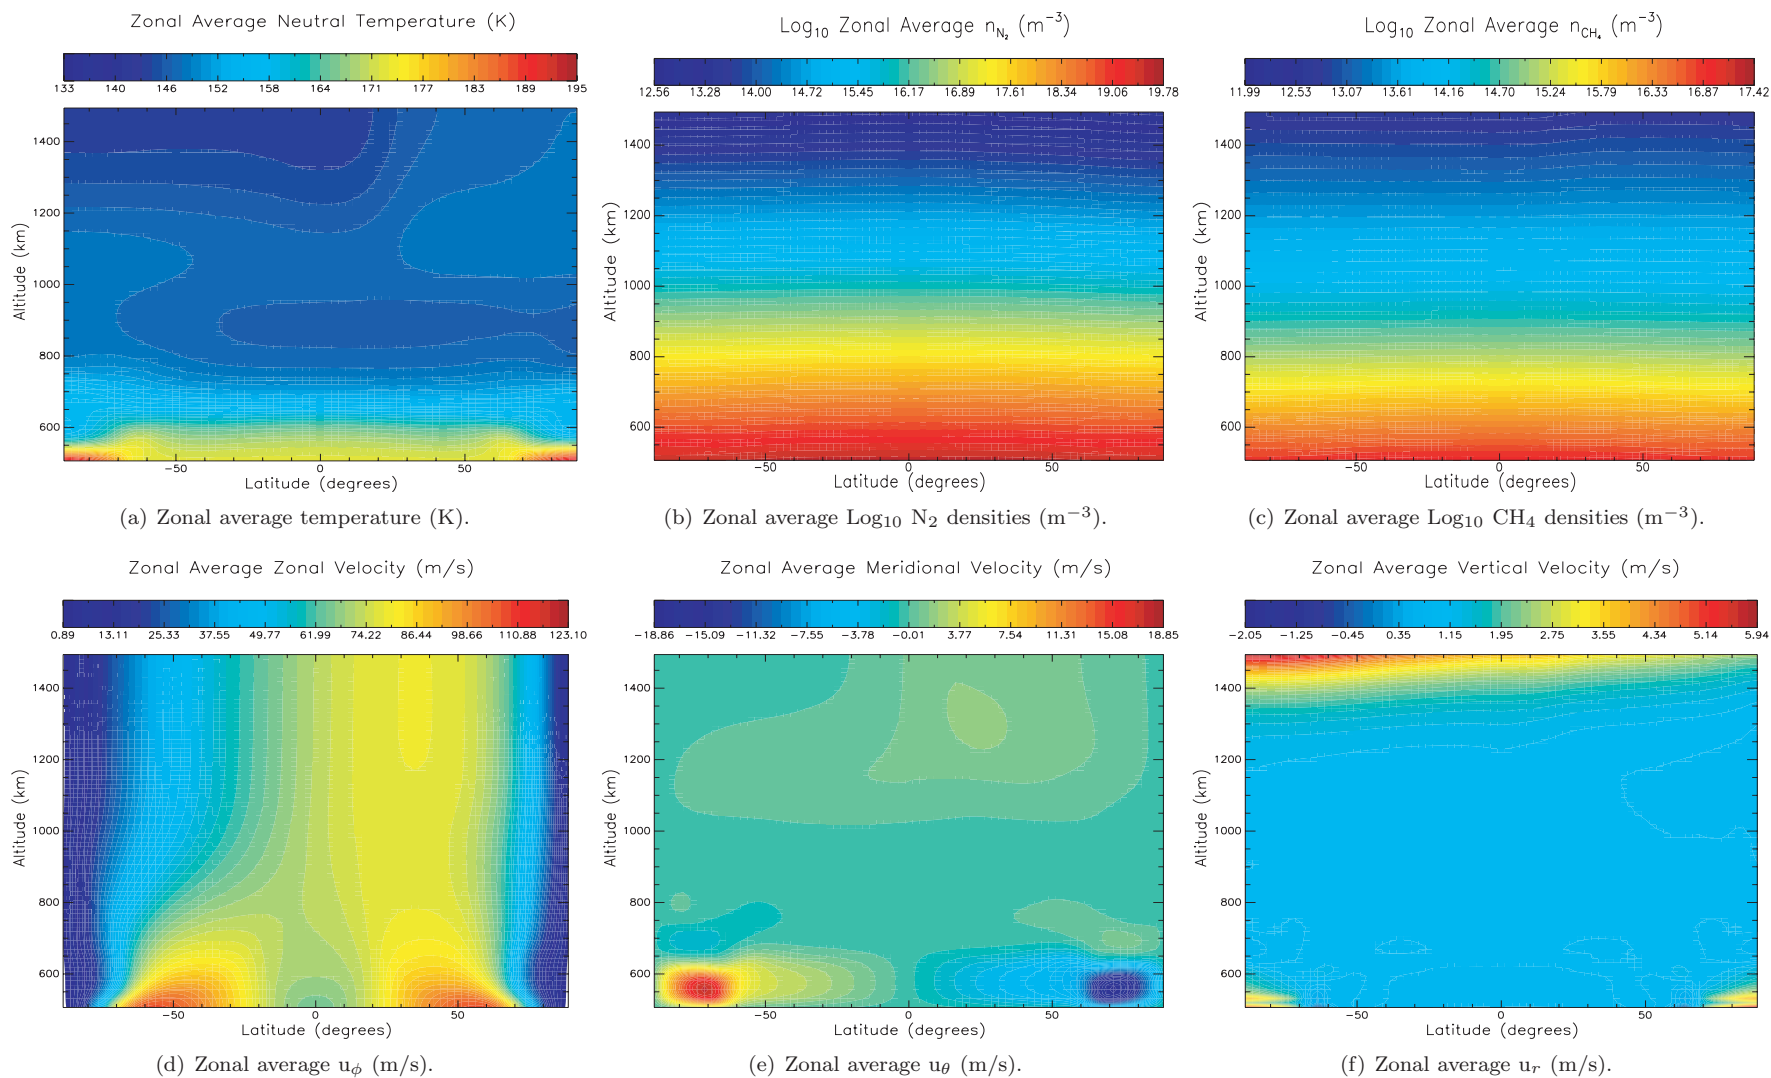 Zonal Average Neutral Temperature (K)
133 140 146 152 158 164 171 177 183 189 195
1400
1200
1000
800
600
Altitude (km)
−50 0 50
Latitude (degrees)
(a) Zonal average temperature (K).
Log₁₀ Zonal Average n_N₂ (m⁻³)
12.56 13.28 14.00 14.72 15.45 16.17 16.89 17.61 18.34 19.06 19.78
1400
1200
1000
800
600
Altitude (km)
−50 0 50
Latitude (degrees)
(b) Zonal average Log₁₀ N₂ densities (m⁻³).
Log₁₀ Zonal Average n_CH₄ (m⁻³)
11.99 12.53 13.07 13.61 14.16 14.70 15.24 15.79 16.33 16.87 17.42
1400
1200
1000
800
600
Altitude (km)
−50 0 50
Latitude (degrees)
(c) Zonal average Log₁₀ CH₄ densities (m⁻³).
Zonal Average Zonal Velocity (m/s)
0.89 13.11 25.33 37.55 49.77 61.99 74.22 86.44 98.66 110.88 123.10
1400
1200
1000
800
600
Altitude (km)
−50 0 50
Latitude (degrees)
(d) Zonal average u_ϕ (m/s).
Zonal Average Meridional Velocity (m/s)
−18.86 −15.09 −11.32 −7.55 −3.78 −0.01 3.77 7.54 11.31 15.08 18.85
1400
1200
1000
800
600
Altitude (km)
−50 0 50
Latitude (degrees)
(e) Zonal average u_θ (m/s).
Zonal Average Vertical Velocity (m/s)
−2.05 −1.25 −0.45 0.35 1.15 1.95 2.75 3.55 4.34 5.14 5.94
1400
1200
1000
800
600
Altitude (km)
−50 0 50
Latitude (degrees)
(f) Zonal average u_r (m/s).